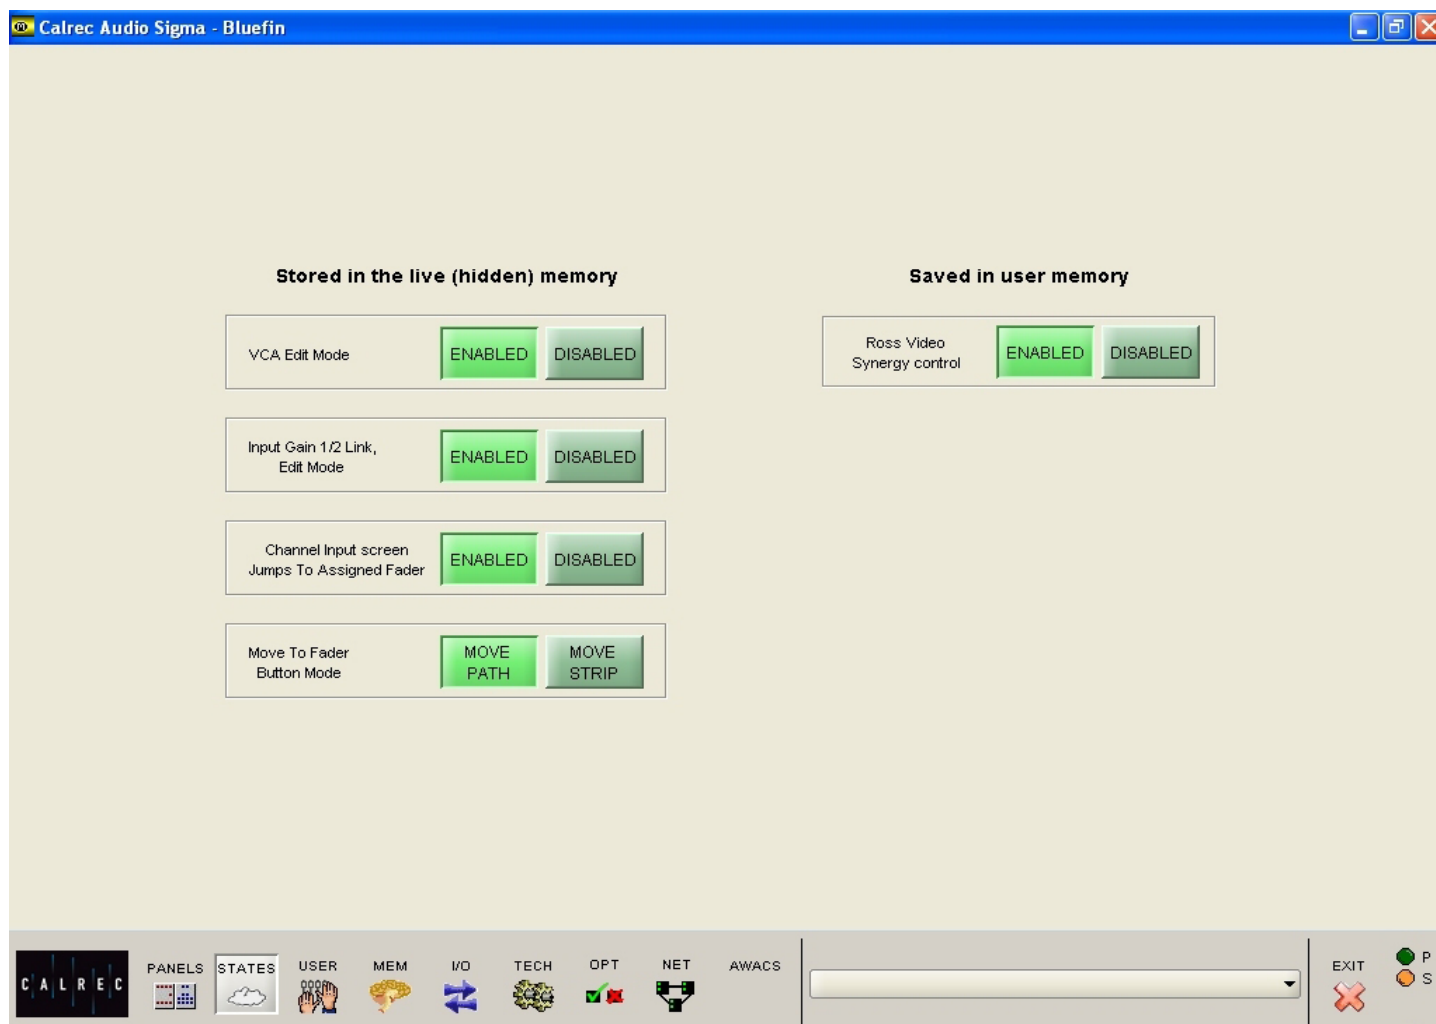 Calrec Audio Sigma - Bluefin
Stored in the live (hidden) memory
VCA Edit Mode
ENABLED
DISABLED
Input Gain 1/2 Link,
Edit Mode
ENABLED
DISABLED
Channel Input screen
Jumps To Assigned Fader
ENABLED
DISABLED
Move To Fader
Button Mode
MOVE
PATH
MOVE
STRIP
Saved in user memory
Ross Video
Synergy control
ENABLED
DISABLED
CALREC
PANELS
STATES
USER
MEM
I/O
TECH
OPT
NET
AWACS
EXIT
P
S